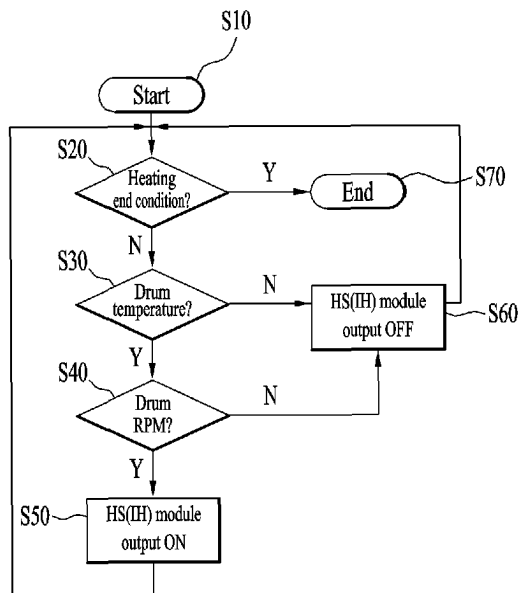 S10
Start
S20
Heating
end condition?
Y
End
S70
N
S30
Drum
temperature?
N
HS(IH) module
output OFF
S60
Y
S40
Drum
RPM?
N
Y
S50
HS(IH) module
output ON